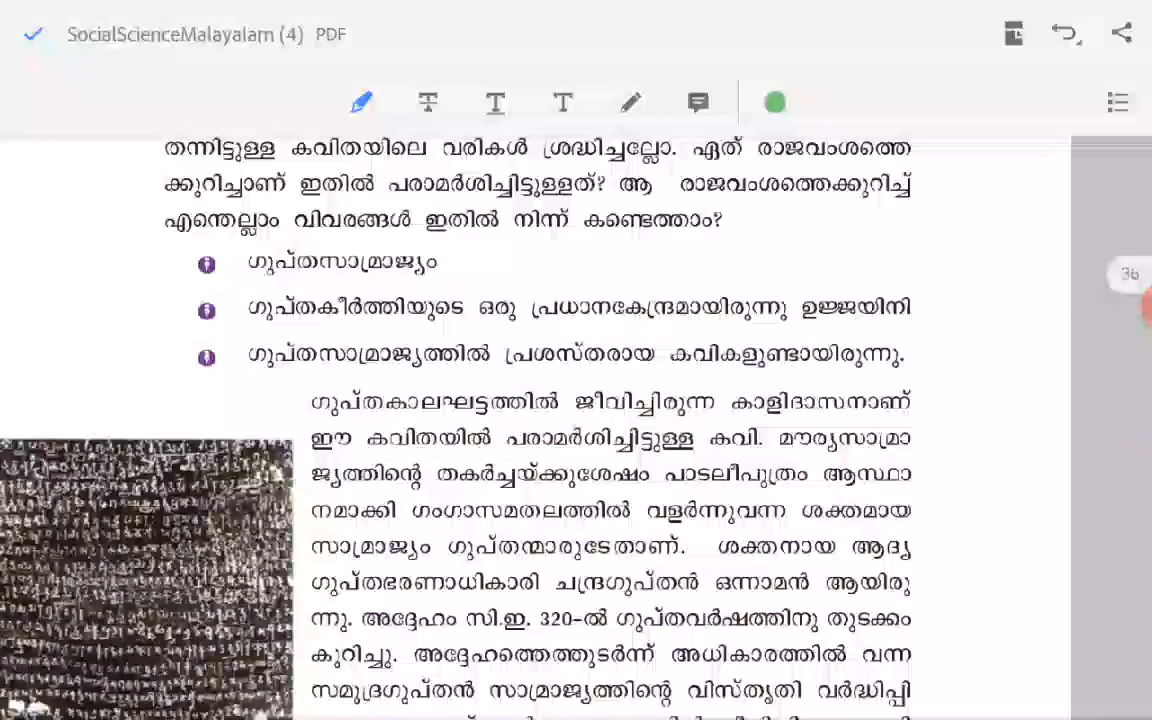 SocialScienceMalayalam (4) PDF
തന്നിട്ടുള്ള കവിതയിലെ വരികൾ ശ്രദ്ധിച്ചല്ലോ. ഏത് രാജവംശത്തെ
ക്കുറിച്ചാണ് ഇതിൽ പരാമർശിച്ചിട്ടുള്ളത്? ആ രാജവംശത്തെക്കുറിച്ച്
എന്തെല്ലാം വിവരങ്ങൾ ഇതിൽ നിന്ന് കണ്ടെത്താം?
ഗുപ്തസാമ്രാജ്യം
36
ഗുപ്തകീർത്തിയുടെ ഒരു പ്രധാനകേന്ദ്രമായിരുന്നു ഉജ്ജയിനി
ഗുപ്തസാമ്രാജ്യത്തിൽ പ്രശസ്തരായ കവികളുണ്ടായിരുന്നു.
ഗുപ്തകാലഘട്ടത്തിൽ ജീവിച്ചിരുന്ന കാളിദാസനാണ്
ഈ കവിതയിൽ പരാമർശിച്ചിട്ടുള്ള കവി. മൗര്യസാമ്രാ
ജ്യത്തിന്റെ തകർച്ചയ്ക്കുശേഷം പാടലീപുത്രം ആസ്ഥാ
നമാക്കി ഗംഗാസമതലത്തിൽ വളർന്നുവന്ന ശക്തമായ
സാമ്രാജ്യം ഗുപ്തന്മാരുടേതാണ്. ശക്തനായ ആദ്യ
ഗുപ്തഭരണാധികാരി ചന്ദ്രഗുപ്തൻ ഒന്നാമൻ ആയിരു
ന്നു. അദ്ദേഹം സി.ഇ. 320-ൽ ഗുപ്തവർഷത്തിനു തുടക്കം
കുറിച്ചു. അദ്ദേഹത്തെത്തുടർന്ന് അധികാരത്തിൽ വന്ന
സമുദ്രഗുപ്തൻ സാമ്രാജ്യത്തിന്റെ വിസ്തൃതി വർദ്ധിപ്പി